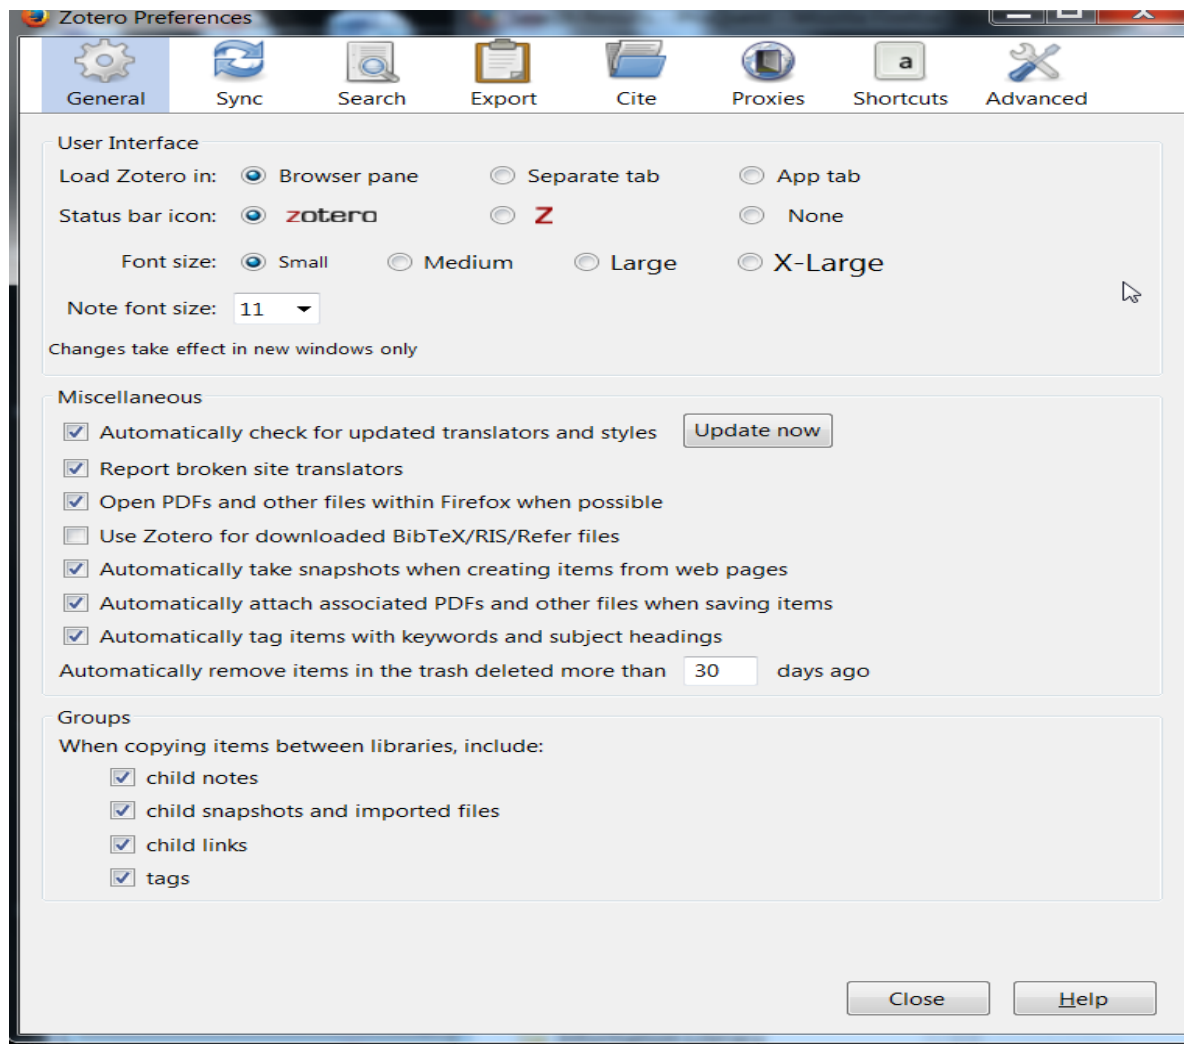 Zotero Preferences
General Sync Search Export Cite Proxies a Shortcuts Advanced
User Interface
Load Zotero in: Browser pane Separate tab App tab
Status bar icon: zotero Z None
Font size: Small Medium Large X-Large
Note font size: 11
Changes take effect in new windows only
Miscellaneous
Automatically check for updated translators and styles Update now
Report broken site translators
Open PDFs and other files within Firefox when possible
Use Zotero for downloaded BibTeX/RIS/Refer files
Automatically take snapshots when creating items from web pages
Automatically attach associated PDFs and other files when saving items
Automatically tag items with keywords and subject headings
Automatically remove items in the trash deleted more than 30 days ago
Groups
When copying items between libraries, include:
child notes
child snapshots and imported files
child links
tags
Close Help